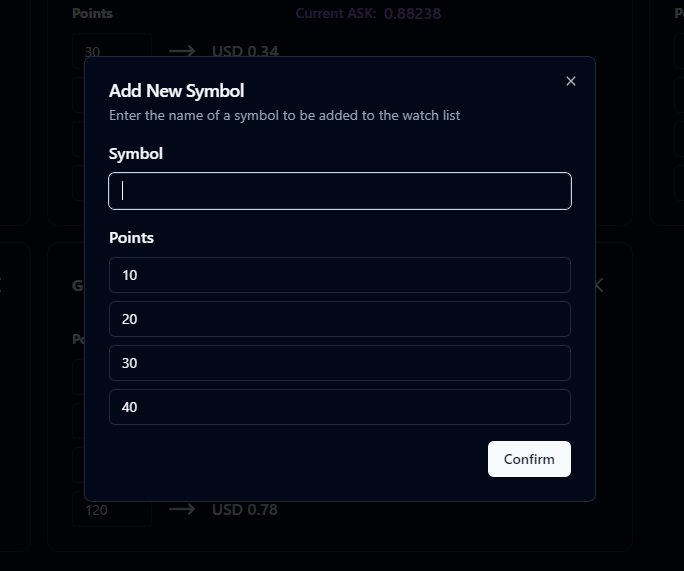 Points
Current ASK: 0.88238
30
USD 0.34
Add New Symbol
Enter the name of a symbol to be added to the watch list
Symbol
Points
10
20
30
40
Confirm
120
USD 0.78